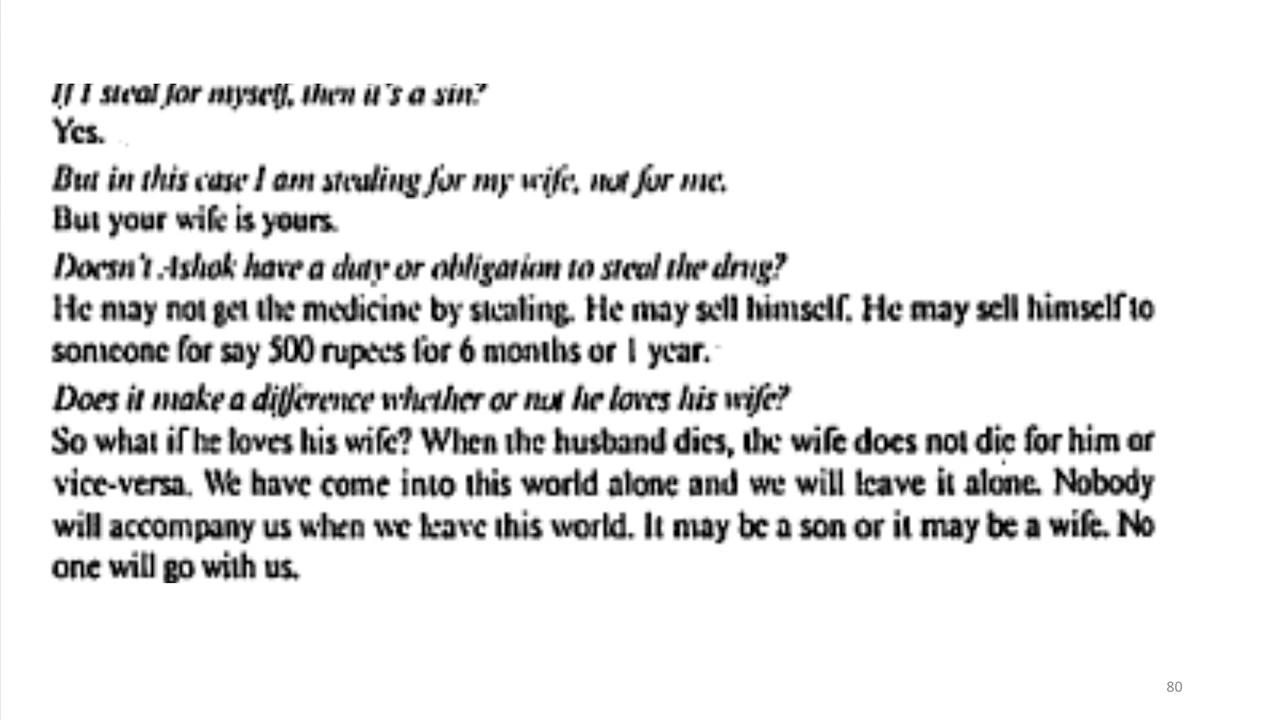 If I steal for myself, then it's a sin?
Yes.
But in this case I am stealing for my wife, not for me.
But your wife is yours.
Doesn't Ashok have a duty or obligation to steal the drug?
He may not get the medicine by stealing. He may sell himself. He may sell himself to
someone for say 500 rupees for 6 months or 1 year.
Does it make a difference whether or not he loves his wife?
So what if he loves his wife? When the husband dies, the wife does not die for him or
vice-versa. We have come into this world alone and we will leave it alone. Nobody
will accompany us when we leave this world. It may be a son or it may be a wife. No
one will go with us.
80